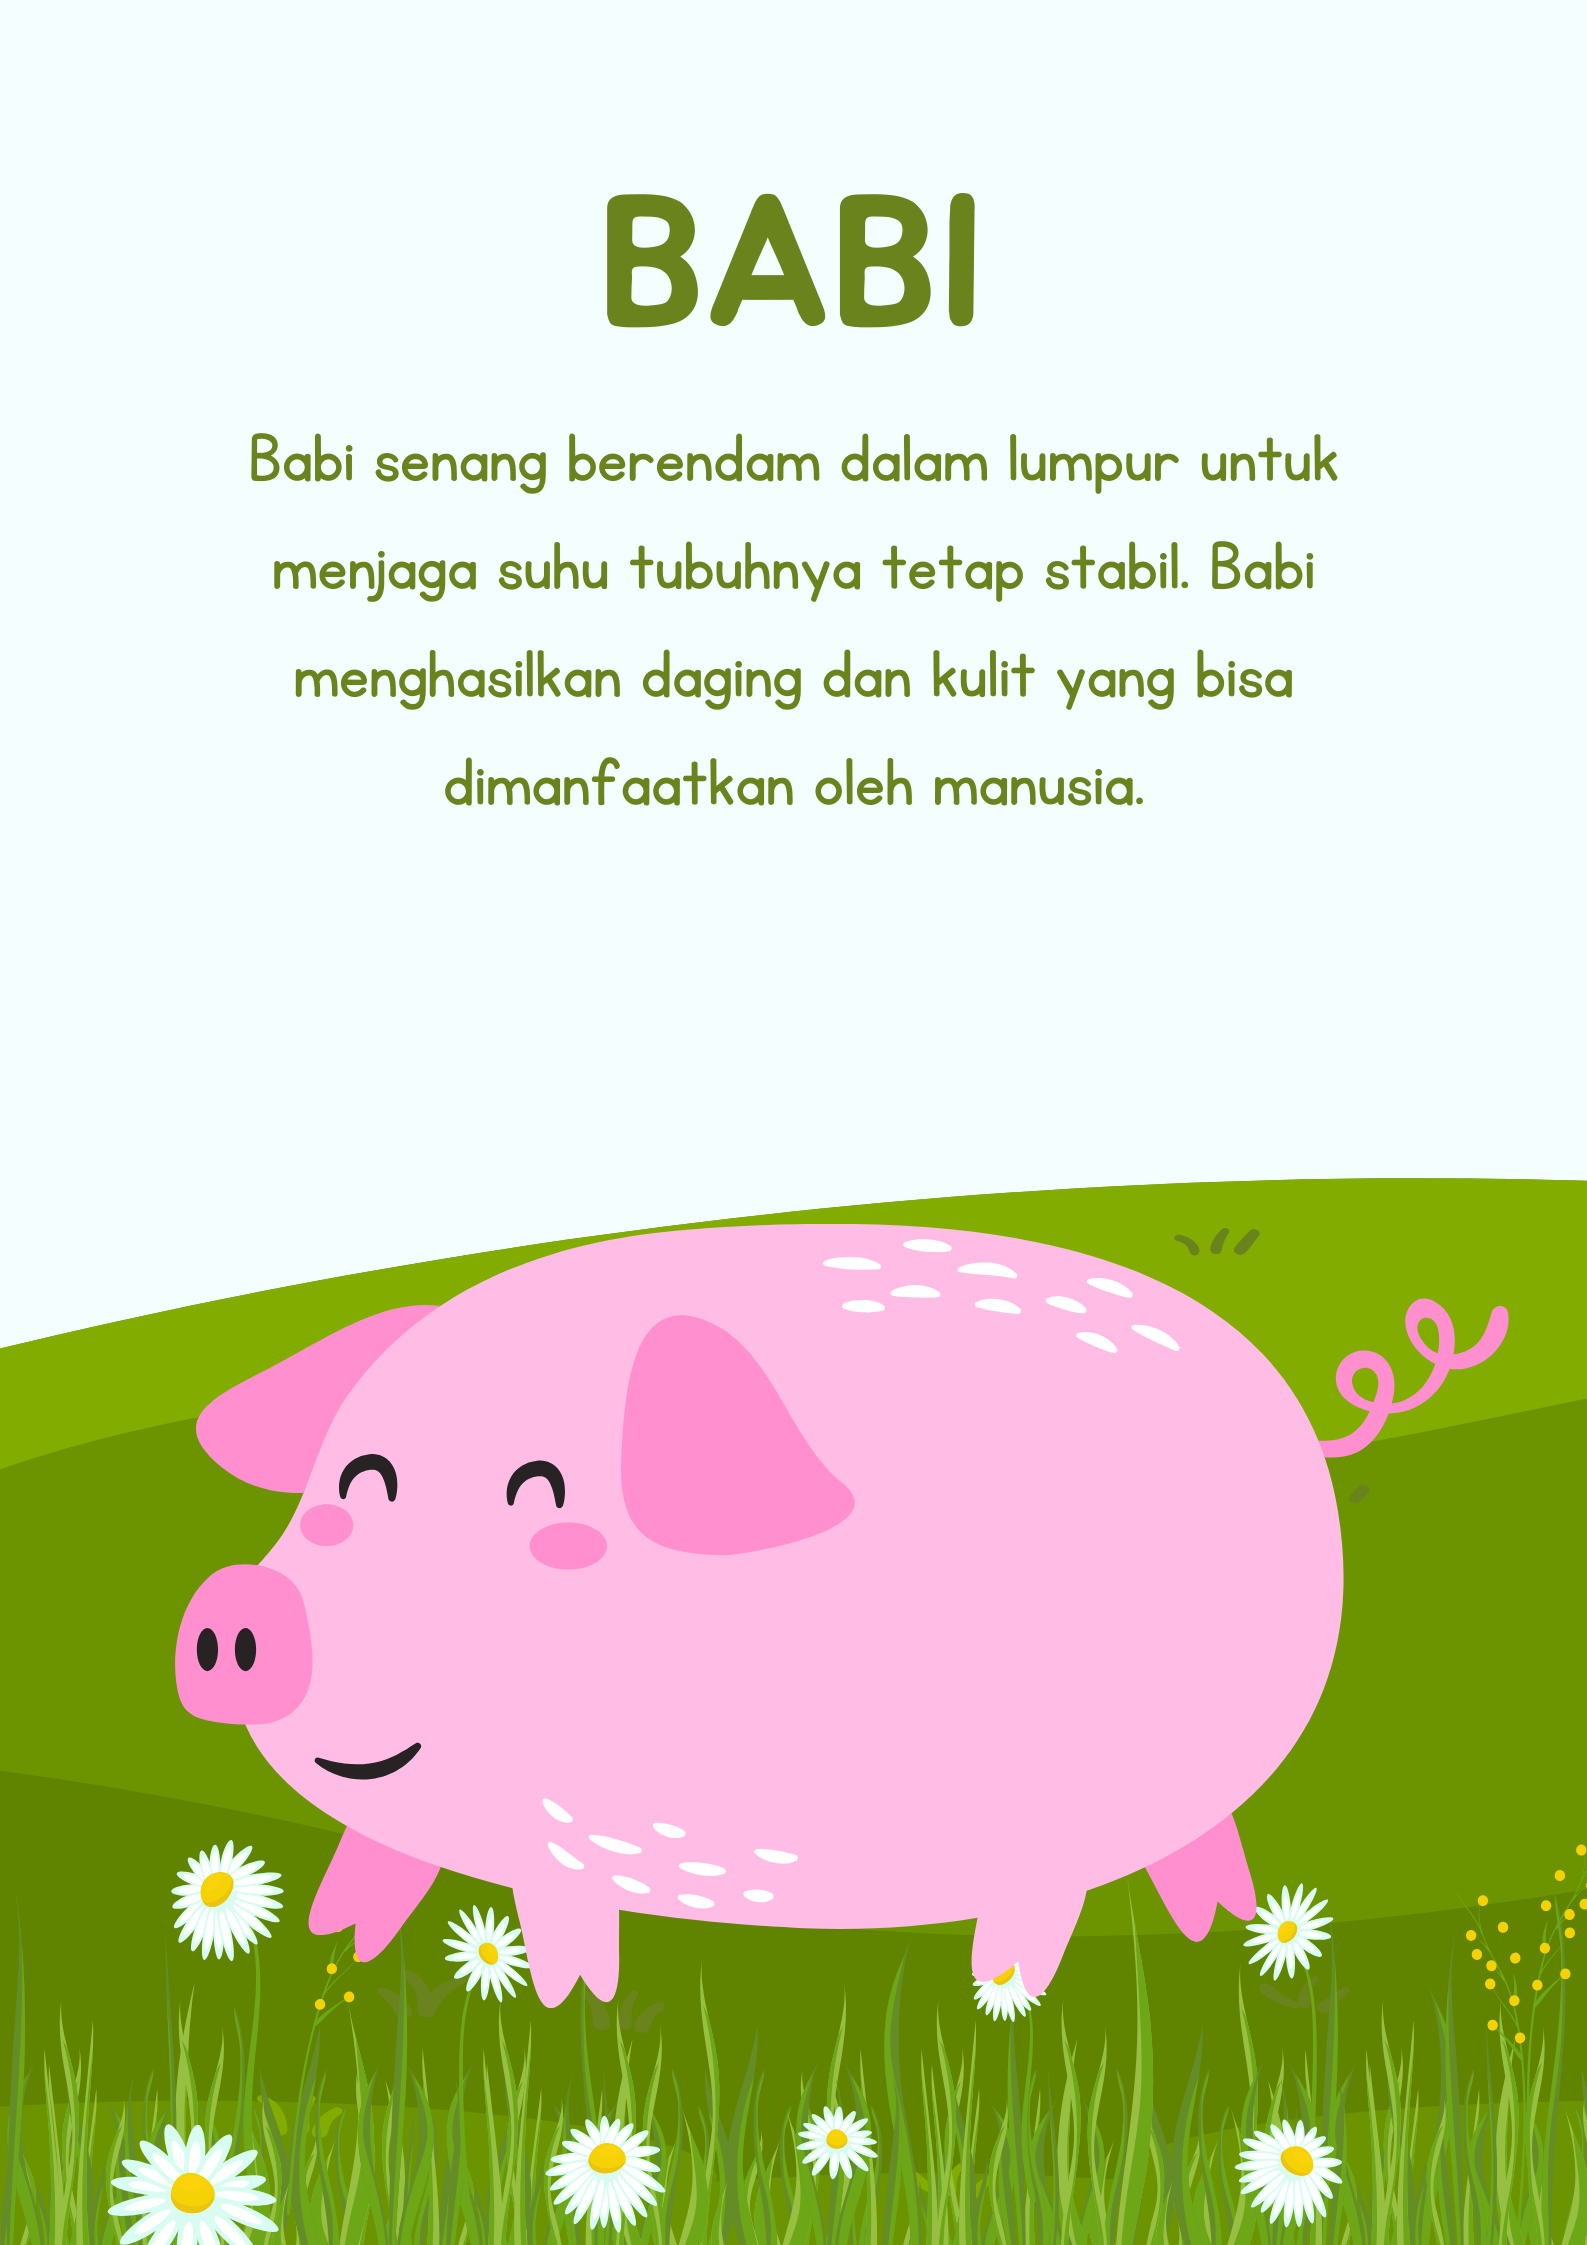 BABI
Babi senang berendam dalam lumpur untuk
menjaga suhu tubuhnya tetap stabil. Babi
menghasilkan daging dan kulit yang bisa
dimanfaatkan oleh manusia.